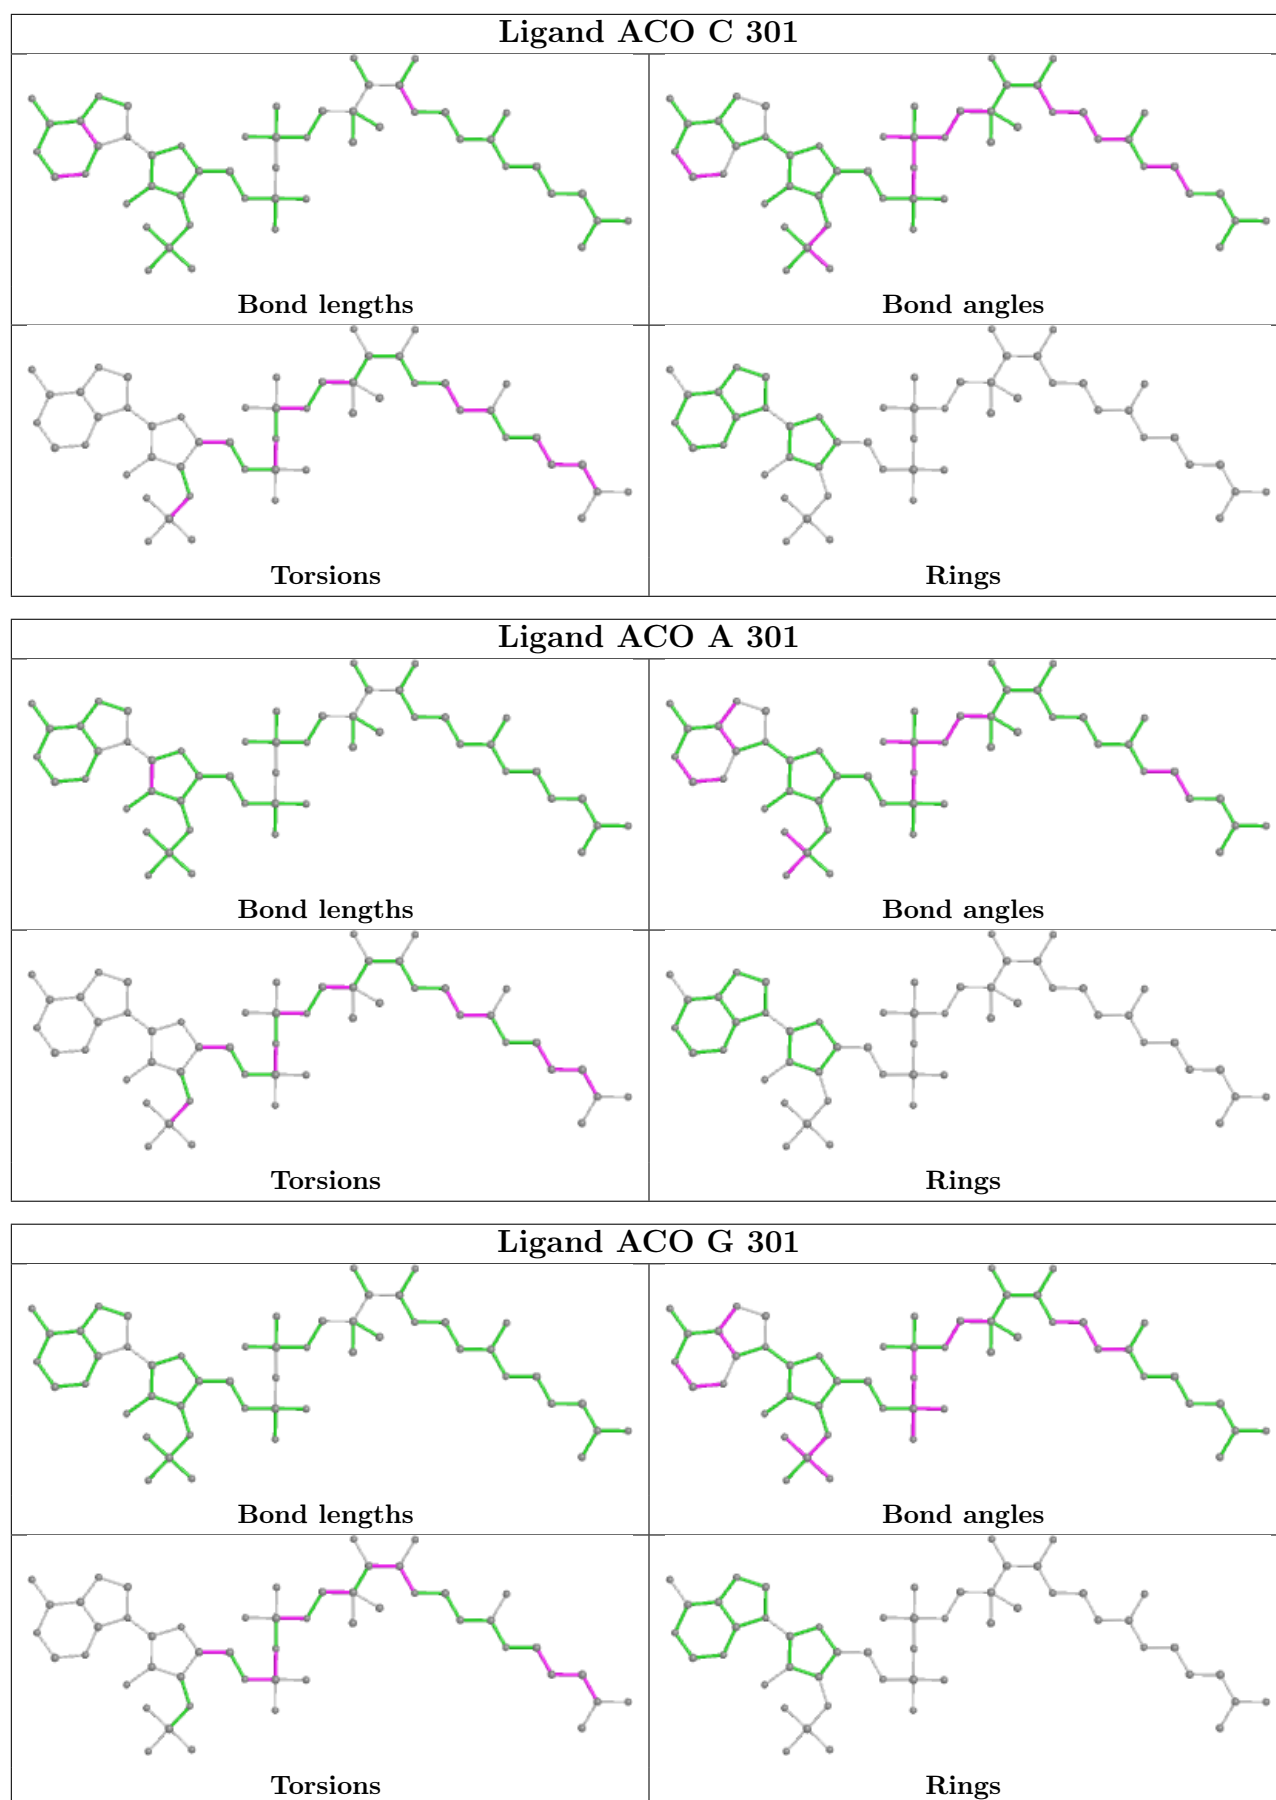 Ligand ACO C 301
Bond lengths
Bond angles
Torsions
Rings
Ligand ACO A 301
Bond lengths
Bond angles
Torsions
Rings
Ligand ACO G 301
Bond lengths
Bond angles
Torsions
Rings